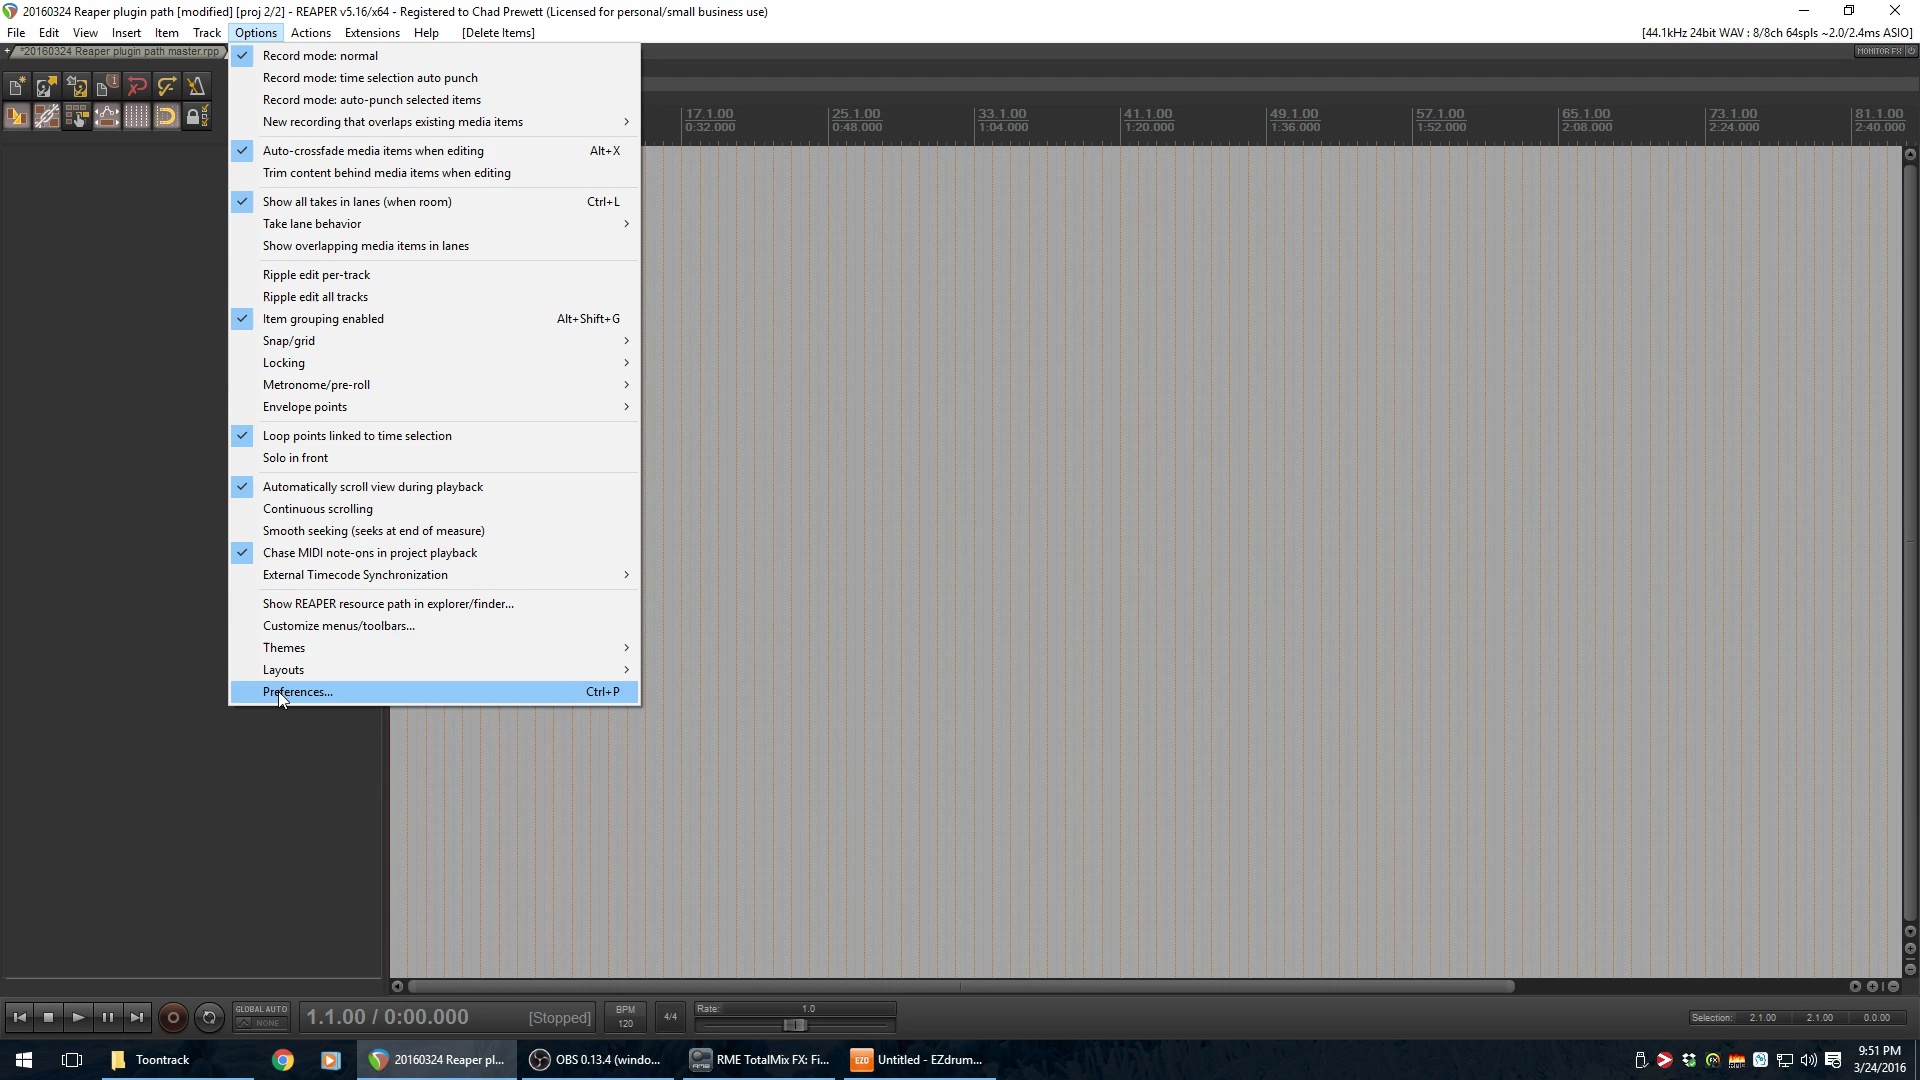 20160324 Reaper plugin path [modified] [proj 2/2] - REAPER v5.16/x64 - Registered to Chad Prewett (Licensed for personal/small business use)
File Edit View Insert Item Track Options Actions Extensions Help [Delete Items]
[44.1kHz 24bit WAV : 8/8ch 64spls ~2.0/2.4ms ASIO]
+ *20160324 Reaper plugin path master.rpp
MONITOR FX
Record mode: normal
Record mode: time selection auto punch
Record mode: auto-punch selected items
New recording that overlaps existing media items
Auto-crossfade media items when editing Alt+X
Trim content behind media items when editing
Show all takes in lanes (when room) Ctrl+L
Take lane behavior
Show overlapping media items in lanes
Ripple edit per-track
Ripple edit all tracks
Item grouping enabled Alt+Shift+G
Snap/grid
Locking
Metronome/pre-roll
Envelope points
Loop points linked to time selection
Solo in front
Automatically scroll view during playback
Continuous scrolling
Smooth seeking (seeks at end of measure)
Chase MIDI note-ons in project playback
External Timecode Synchronization
Show REAPER resource path in explorer/finder...
Customize menus/toolbars...
Themes
Layouts
Preferences... Ctrl+P
17.1.00 25.1.00 33.1.00 41.1.00 49.1.00 57.1.00 65.1.00 73.1.00 81.1.00
0:32.000 0:48.000 1:04.000 1:20.000 1:36.000 1:52.000 2:08.000 2:24.000 2:40.000
GLOBAL AUTO
NONE
1.1.00 / 0:00.000 [Stopped]
BPM
120
4/4
Rate: 1.0
Selection: 2.1.00 2.1.00 0.0.00
Toontrack
20160324 Reaper pl...
OBS 0.13.4 (windo...
RME TotalMix FX: Fi...
EZD Untitled - EZdrum...
9:51 PM
3/24/2016